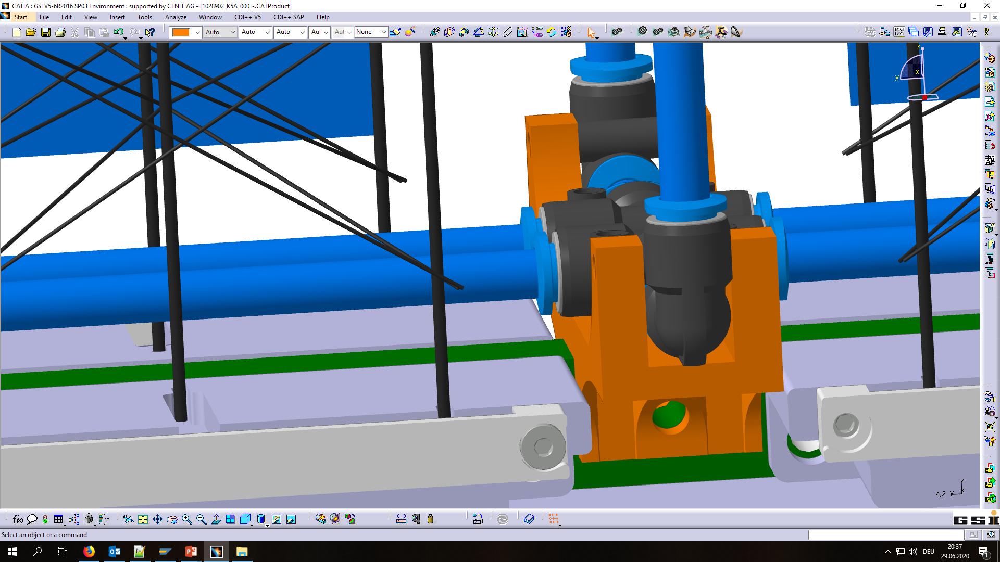 CATIA : GSI V5-6R2016 SP03 Environment : supported by CENIT AG - [1028902_K5A_000_-.CATProduct]
Start File Edit View Insert Tools Analyze Window CDI++ V5 CDI++ SAP Help
Auto Auto Auto Aut Aut None
z
x
y
z
4,2 y x
f(x)
GSI
Select an object or a command
DEU
20:37
29.06.2020
1